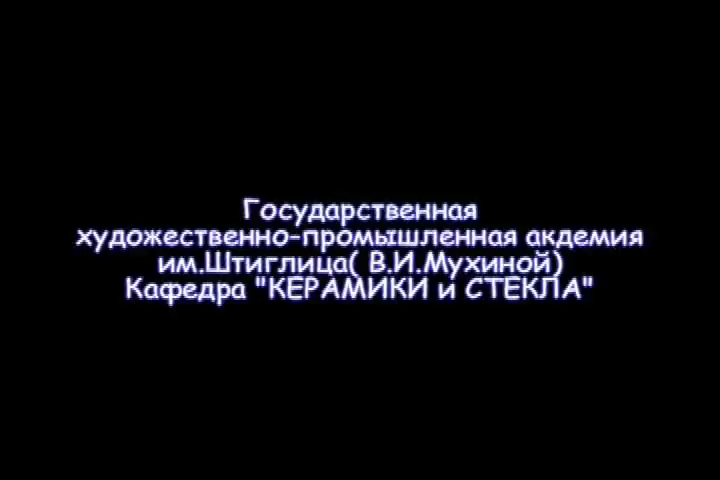 Государственная
художественно-промышленная акдемия
им.Штиглица( В.И.Мухиной)
Кафедра "КЕРАМИКИ и СТЕКЛА"